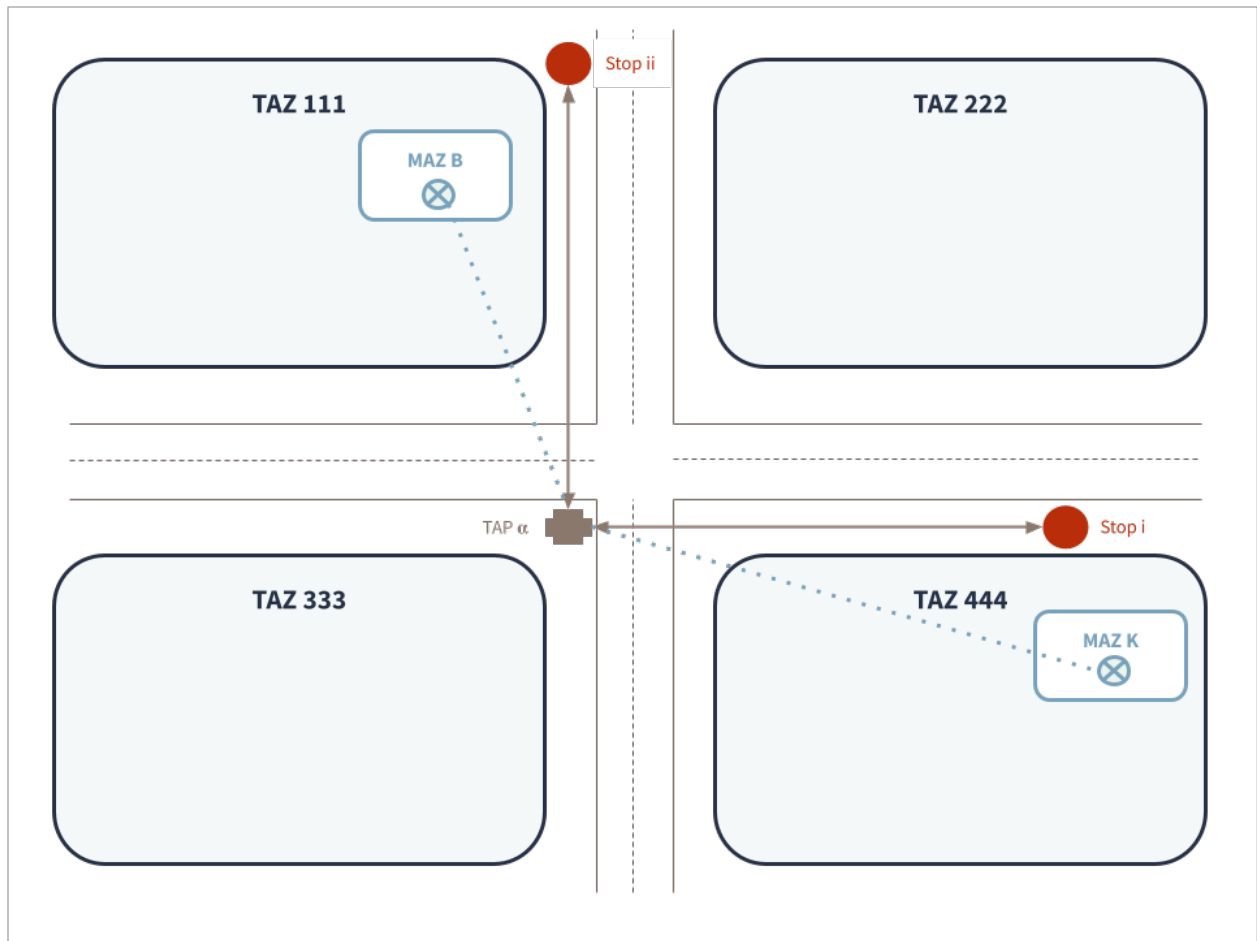 Stop ii
TAZ 111
TAZ 222
MAZ B
TAP α
Stop i
TAZ 333
TAZ 444
MAZ K